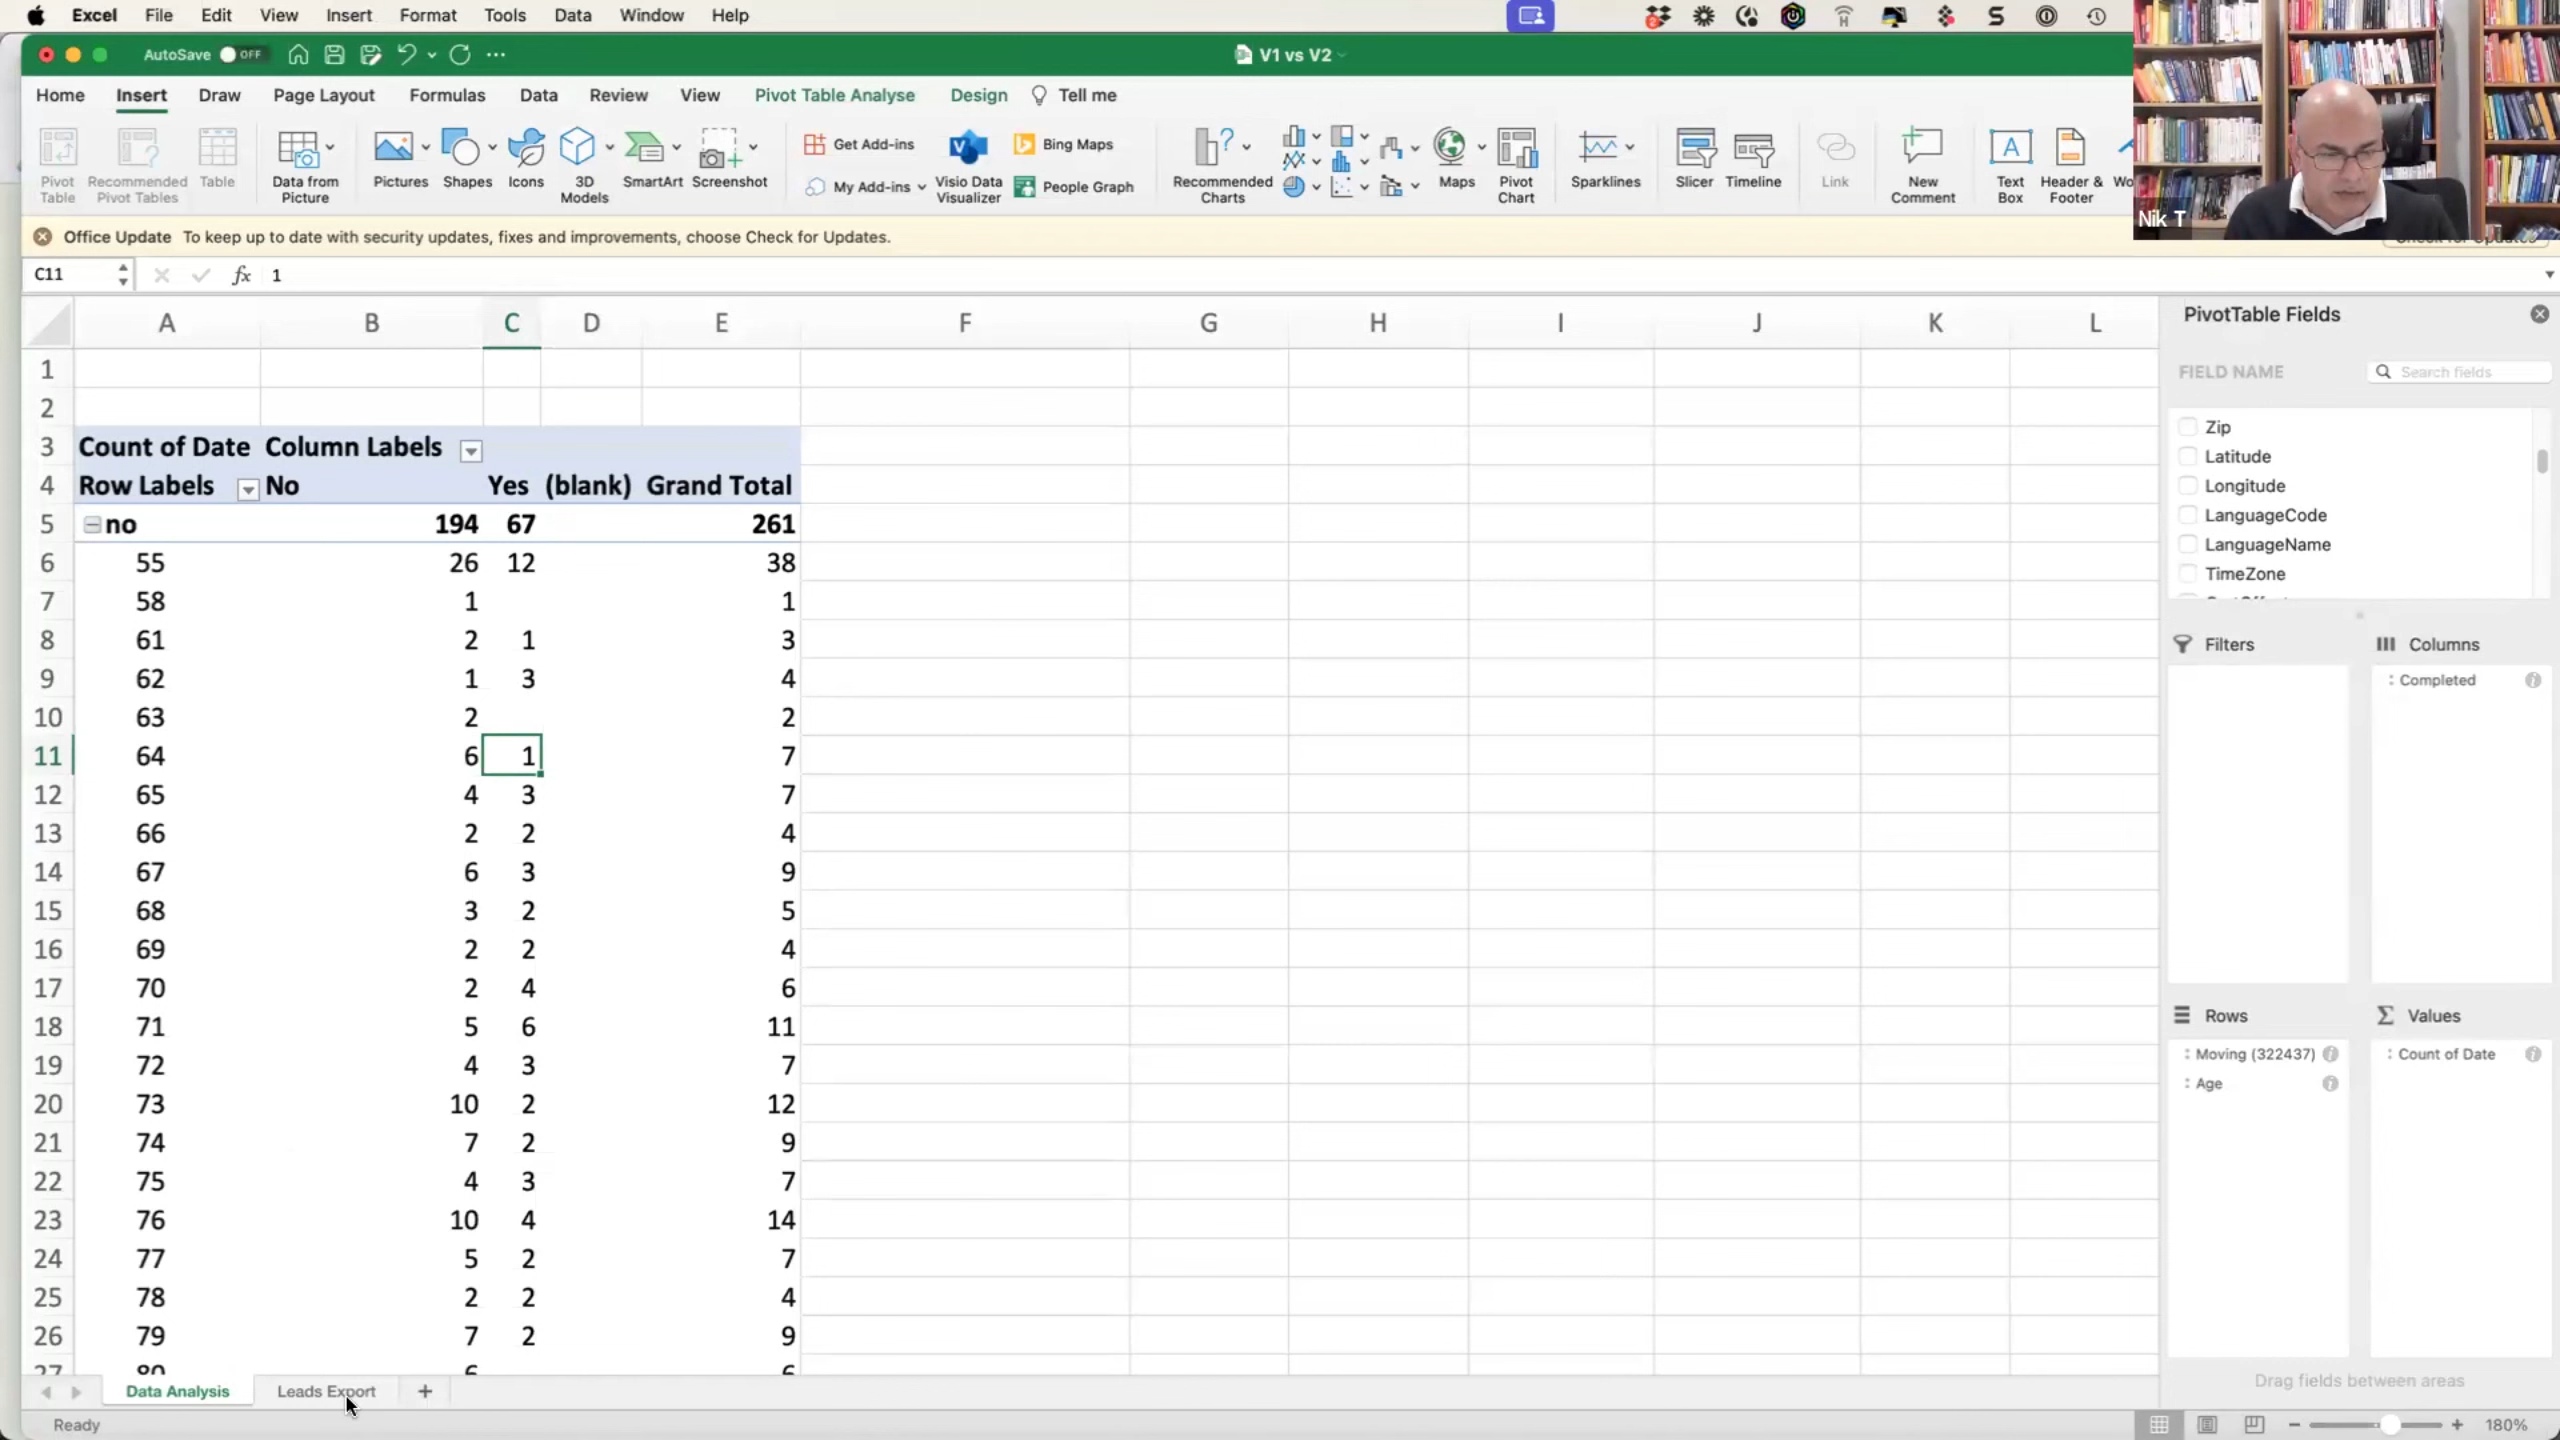 Excel File Edit View Insert Format Tools Data Window Help
AutoSave OFF V1 vs V2
Home Insert Draw Page Layout Formulas Data Review View Pivot Table Analyse Design Tell me
Pivot Table
Recommended Pivot Tables
Table
Data from Picture
Pictures
Shapes
Icons
3D Models
SmartArt
Screenshot
Get Add-ins
My Add-ins
Visio Data Visualizer
Bing Maps
People Graph
Recommended Charts
Maps
Pivot Chart
Sparklines
Slicer
Timeline
Link
New Comment
Text Box
Header & Footer
Nik T
Office Update To keep up to date with security updates, fixes and improvements, choose Check for Updates.
C11 fx 1
A B C D E F G H I J K L
1
2
3 Count of Date Column Labels
4 Row Labels No Yes (blank) Grand Total
5 no 194 67 261
6 55 26 12 38
7 58 1 1
8 61 2 1 3
9 62 1 3 4
10 63 2 2
11 64 6 1 7
12 65 4 3 7
13 66 2 2 4
14 67 6 3 9
15 68 3 2 5
16 69 2 2 4
17 70 2 4 6
18 71 5 6 11
19 72 4 3 7
20 73 10 2 12
21 74 7 2 9
22 75 4 3 7
23 76 10 4 14
24 77 5 2 7
25 78 2 2 4
26 79 7 2 9
27 80 6 6
PivotTable Fields
FIELD NAME Search fields
Zip
Latitude
Longitude
LanguageCode
LanguageName
TimeZone
Filters
Columns
Completed
Rows
Moving (322437)
Age
Values
Count of Date
Drag fields between areas
Data Analysis Leads Export +
Ready 180%